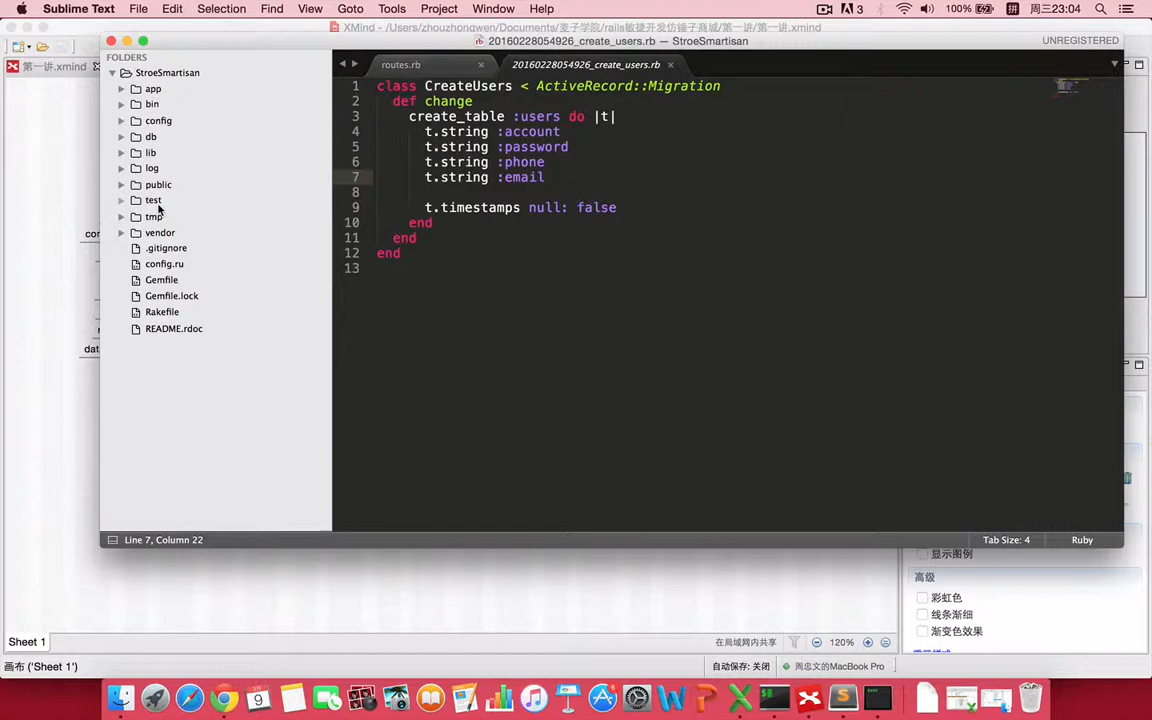 Sublime Text File Edit Selection Find View Goto Tools Project Window Help 3 100% 拼 周三23:04
XMind - /Users/zhouzhongwen/Documents/麦子学院/rails敏捷开发仿锤子商城/第一讲/第一讲.xmind
20160228054926_create_users.rb — StroeSmartisan UNREGISTERED
第一讲.xmind
FOLDERS
StroeSmartisan
app
bin
config
db
lib
log
public
test
tmp
vendor
.gitignore
config.ru
Gemfile
Gemfile.lock
Rakefile
README.rdoc
routes.rb 20160228054926_create_users.rb
1 class CreateUsers < ActiveRecord::Migration
2 def change
3 create_table :users do |t|
4 t.string :account
5 t.string :password
6 t.string :phone
7 t.string :email
8
9 t.timestamps null: false
10 end
11 end
12 end
13
Line 7, Column 22 Tab Size: 4 Ruby
显示图例
高级
彩虹色
线条渐细
渐变色效果
Sheet 1 在局域网内共享 120%
画布 ('Sheet 1') 自动保存: 关闭 周忠文的MacBook Pro